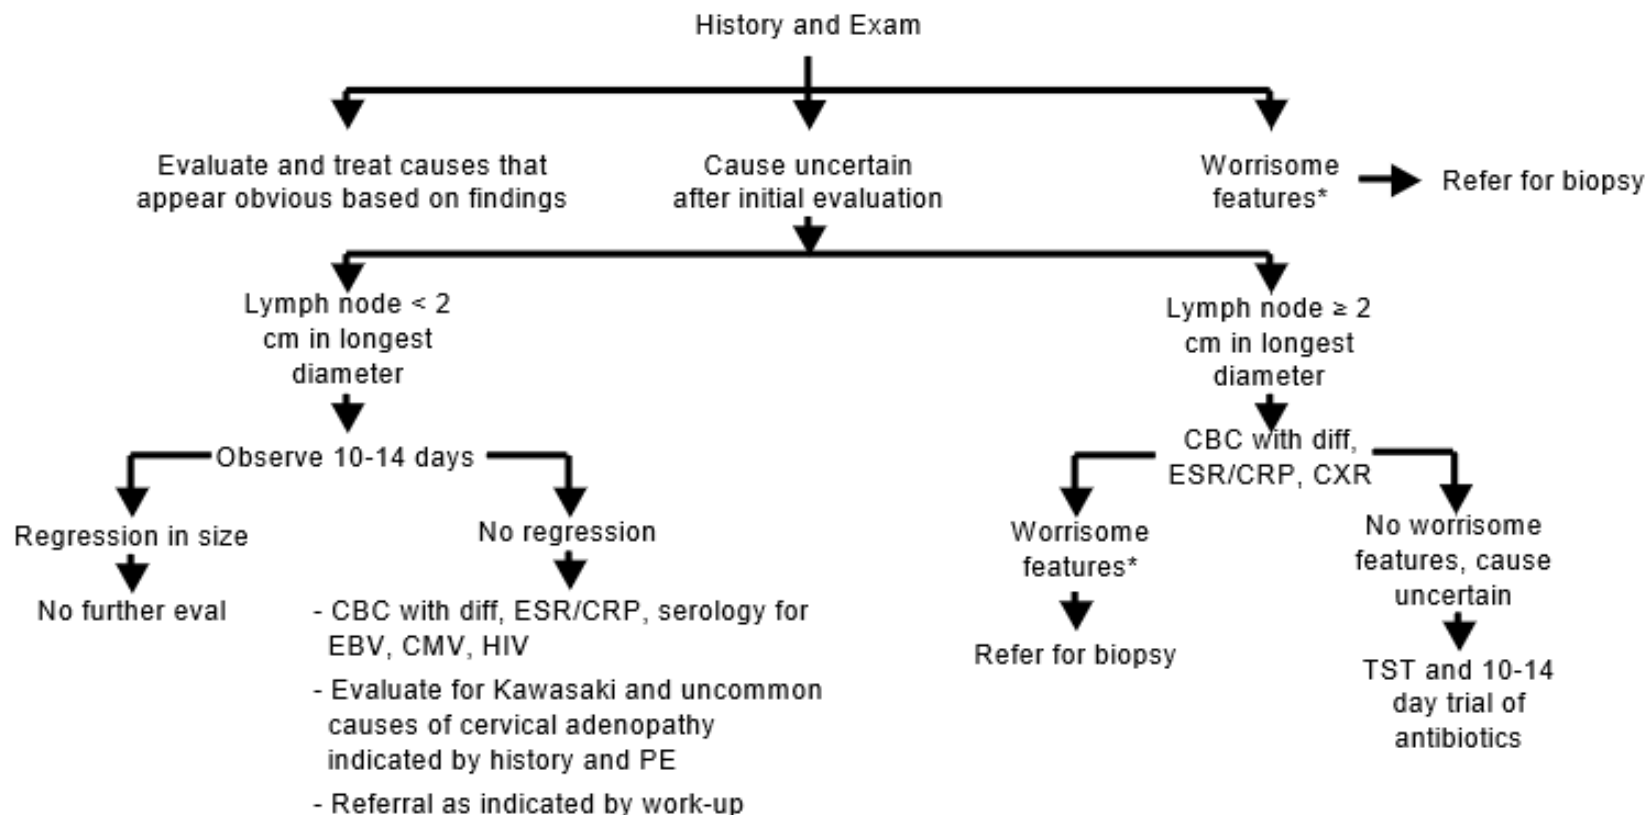 History and Exam
Evaluate and treat causes that
appear obvious based on findings
Cause uncertain
after initial evaluation
Worrisome
features*
Refer for biopsy
Lymph node < 2
cm in longest
diameter
Lymph node ≥ 2
cm in longest
diameter
Observe 10-14 days
CBC with diff,
ESR/CRP, CXR
Regression in size
No further eval
No regression
- CBC with diff, ESR/CRP, serology for
EBV, CMV, HIV
- Evaluate for Kawasaki and uncommon
causes of cervical adenopathy
indicated by history and PE
- Referral as indicated by work-up
Worrisome
features*
Refer for biopsy
No worrisome
features, cause
uncertain
TST and 10-14
day trial of
antibiotics